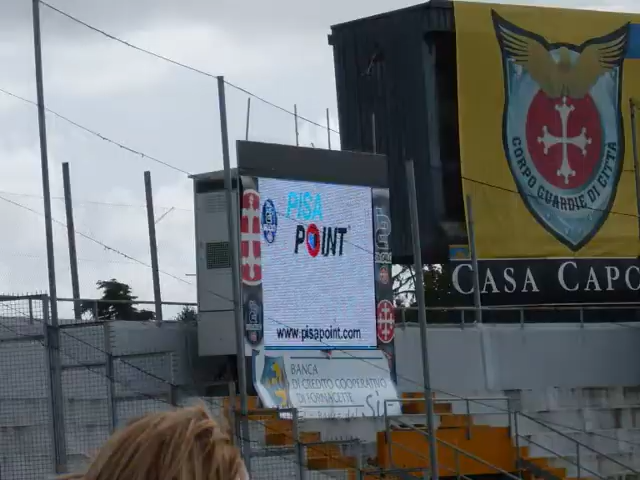 CORPO GUARDIE DI CITTÀ
PISA
POINT
CASA CAPO
www.pisapoint.com
BANCA
DI CREDITO COOPERATIVO
DI FORNACETTE